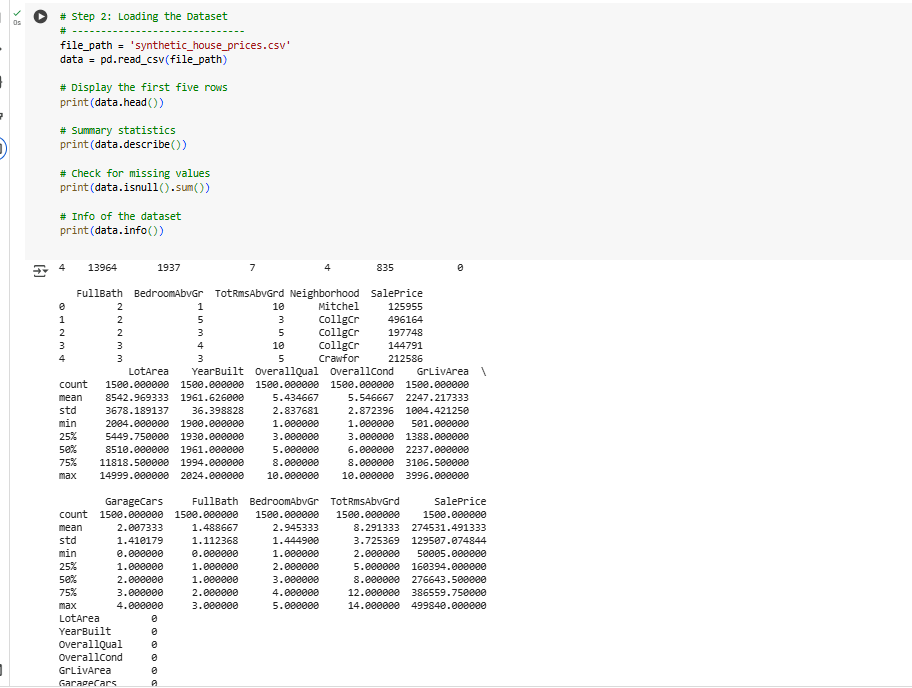 0s
# Step 2: Loading the Dataset
# -----------------------------
file_path = 'synthetic_house_prices.csv'
data = pd.read_csv(file_path)
# Display the first five rows
print(data.head())
# Summary statistics
print(data.describe())
# Check for missing values
print(data.isnull().sum())
# Info of the dataset
print(data.info())
4 13964 1937 7 4 835 0
FullBath BedroomAbvGr TotRmsAbvGrd Neighborhood SalePrice
0 2 1 10 Mitchel 125955
1 2 5 3 CollgCr 496164
2 2 3 5 CollgCr 197748
3 3 4 10 CollgCr 144791
4 3 3 5 Crawfor 212586
LotArea YearBuilt OverallQual OverallCond GrLivArea \
count 1500.000000 1500.000000 1500.000000 1500.000000 1500.000000
mean 8542.969333 1961.626000 5.434667 5.546667 2247.217333
std 3678.189137 36.398828 2.837681 2.872396 1004.421250
min 2004.000000 1900.000000 1.000000 1.000000 501.000000
25% 5449.750000 1930.000000 3.000000 3.000000 1388.000000
50% 8510.000000 1961.000000 5.000000 6.000000 2237.000000
75% 11818.500000 1994.000000 8.000000 8.000000 3106.500000
max 14999.000000 2024.000000 10.000000 10.000000 3996.000000
GarageCars FullBath BedroomAbvGr TotRmsAbvGrd SalePrice
count 1500.000000 1500.000000 1500.000000 1500.000000 1500.000000
mean 2.007333 1.488667 2.945333 8.291333 274531.491333
std 1.410179 1.112368 1.444900 3.725369 129507.074844
min 0.000000 0.000000 1.000000 2.000000 50005.000000
25% 1.000000 1.000000 2.000000 5.000000 160394.000000
50% 2.000000 1.000000 3.000000 8.000000 276643.500000
75% 3.000000 2.000000 4.000000 12.000000 386559.750000
max 4.000000 3.000000 5.000000 14.000000 499840.000000
LotArea 0
YearBuilt 0
OverallQual 0
OverallCond 0
GrLivArea 0
GarageCars 0